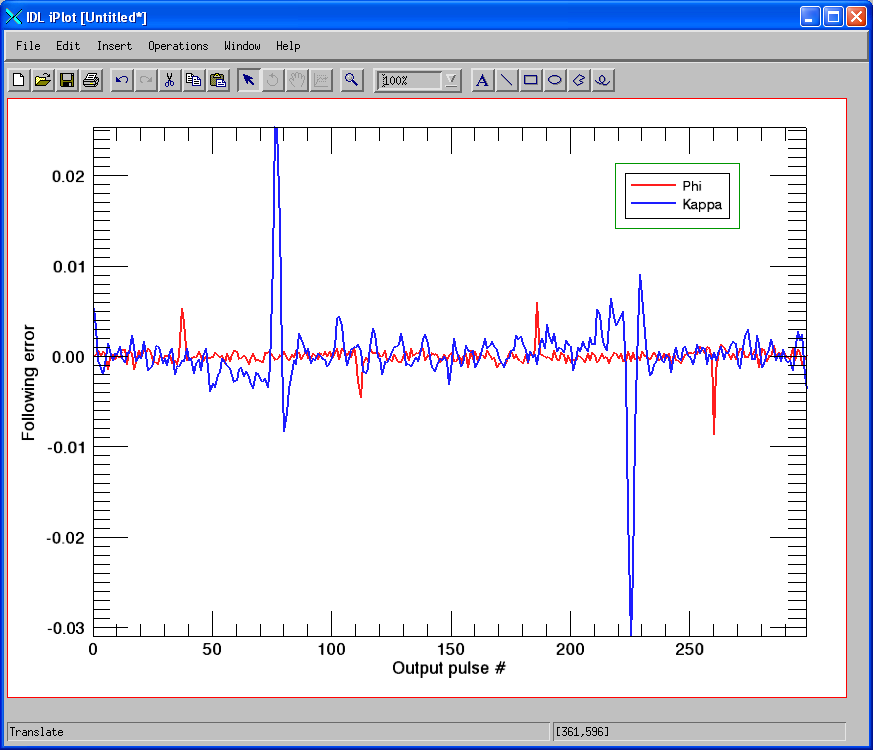 IDL iPlot [Untitled*]
File Edit Insert Operations Window Help
100% A
0.02
0.01
0.00
-0.01
-0.02
-0.03
Following error
Phi
Kappa
0 50 100 150 200 250
Output pulse #
Translate [361,596]